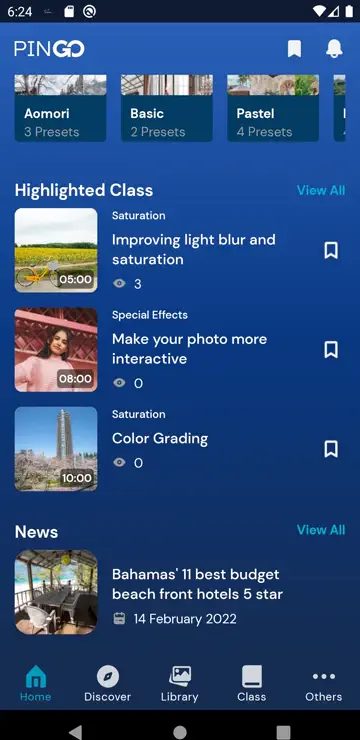 6:24
PINGO
Aomori
3 Presets
Basic
2 Presets
Pastel
4 Presets
Highlighted Class
View All
Saturation
Improving light blur and
saturation
05:00
3
Special Effects
Make your photo more
interactive
08:00
0
Saturation
Color Grading
10:00
0
News
View All
Bahamas' 11 best budget
beach front hotels 5 star
14 February 2022
Home
Discover
Library
Class
Others